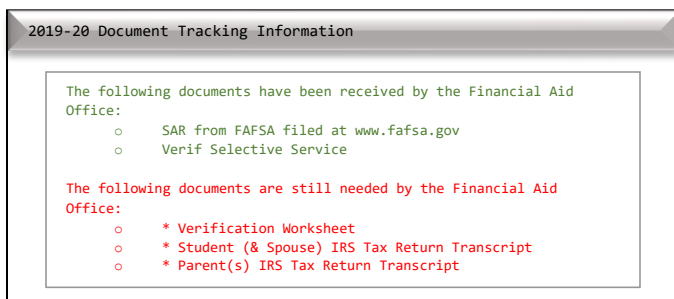 2019-20 Document Tracking Information
The following documents have been received by the Financial Aid
Office:
o SAR from FAFSA filed at www.fafsa.gov
o Verif Selective Service
The following documents are still needed by the Financial Aid
Office:
o * Verification Worksheet
o * Student (& Spouse) IRS Tax Return Transcript
o * Parent(s) IRS Tax Return Transcript